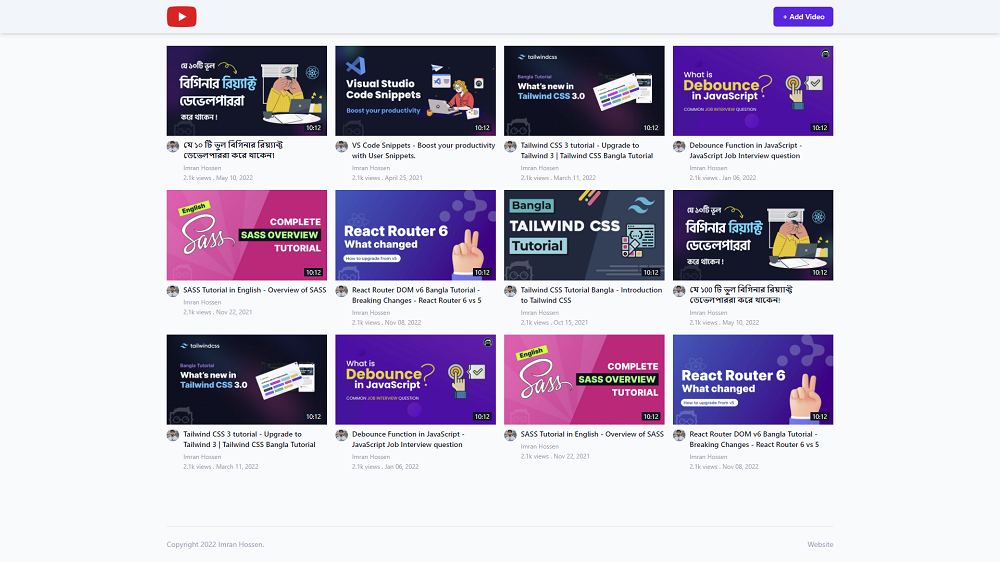 + Add Video
যে ১০টি ভুল
বিগিনার রিয়্যাক্ট
ডেভেলপাররা
করে থাকেন !
10:12
যে ১০ টি ভুল বিগিনার রিয়্যাক্ট
ডেভেলপাররা করে থাকেন!
Imran Hossen
2.1k views . May 10, 2022
Visual Studio
Code Snippets
Boost your productivity
10:12
VS Code Snippets - Boost your productivity
with User Snippets.
Imran Hossen
2.1k views . April 25, 2021
tailwindcss
Bangla Tutorial
What's new in
Tailwind CSS 3.0
10:12
Tailwind CSS 3 tutorial - Upgrade to
Tailwind 3 | Tailwind CSS Bangla Tutorial
Imran Hossen
2.1k views . March 11, 2022
What is
Debounce?
in JavaScript
COMMON JOB INTERVIEW QUESTION
10:12
Debounce Function in JavaScript -
JavaScript Job Interview question
Imran Hossen
2.1k views . Jan 06, 2022
English
Sass
COMPLETE
SASS OVERVIEW
TUTORIAL
10:12
SASS Tutorial in English - Overview of SASS
Imran Hossen
2.1k views . Nov 22, 2021
React Router 6
What changed
How to upgrade from v5
10:12
React Router DOM v6 Bangla Tutorial -
Breaking Changes - React Router 6 vs 5
Imran Hossen
2.1k views . Nov 08, 2022
Bangla
TAILWIND CSS
Tutorial
10:12
Tailwind CSS Tutorial Bangla - Introduction
to Tailwind CSS
Imran Hossen
2.1k views . Oct 15, 2021
যে ১০টি ভুল
বিগিনার রিয়্যাক্ট
ডেভেলপাররা
করে থাকেন !
10:12
যে ১00 টি ভুল বিগিনার রিয়্যাক্ট
ডেভেলপাররা করে থাকেন!
Imran Hossen
2.1k views . May 10, 2022
tailwindcss
Bangla Tutorial
What's new in
Tailwind CSS 3.0
10:12
Tailwind CSS 3 tutorial - Upgrade to
Tailwind 3 | Tailwind CSS Bangla Tutorial
Imran Hossen
2.1k views . March 11, 2022
What is
Debounce?
in JavaScript
COMMON JOB INTERVIEW QUESTION
10:12
Debounce Function in JavaScript -
JavaScript Job Interview question
Imran Hossen
2.1k views . Jan 06, 2022
English
Sass
COMPLETE
SASS OVERVIEW
TUTORIAL
10:12
SASS Tutorial in English - Overview of SASS
Imran Hossen
2.1k views . Nov 22, 2021
React Router 6
What changed
How to upgrade from v5
10:12
React Router DOM v6 Bangla Tutorial -
Breaking Changes - React Router 6 vs 5
Imran Hossen
2.1k views . Nov 08, 2022
Copyright 2022 Imran Hossen.
Website